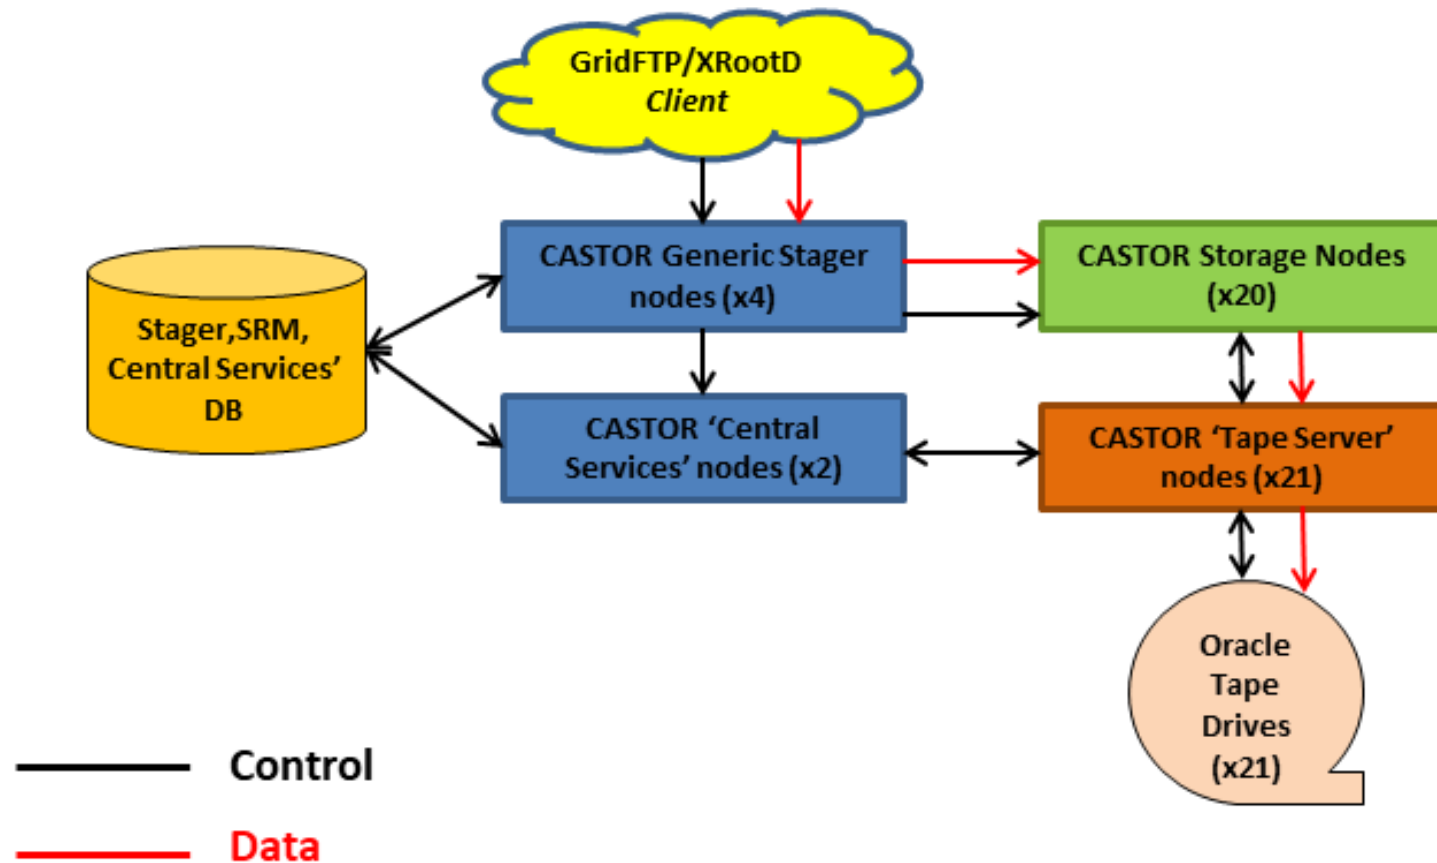 GridFTP/XRootD
Client
CASTOR Generic Stager
nodes (x4)
CASTOR Storage Nodes
(x20)
Stager,SRM,
Central Services’
DB
CASTOR ‘Central
Services’ nodes (x2)
CASTOR ‘Tape Server’
nodes (x21)
Oracle
Tape
Drives
(x21)
Control
Data